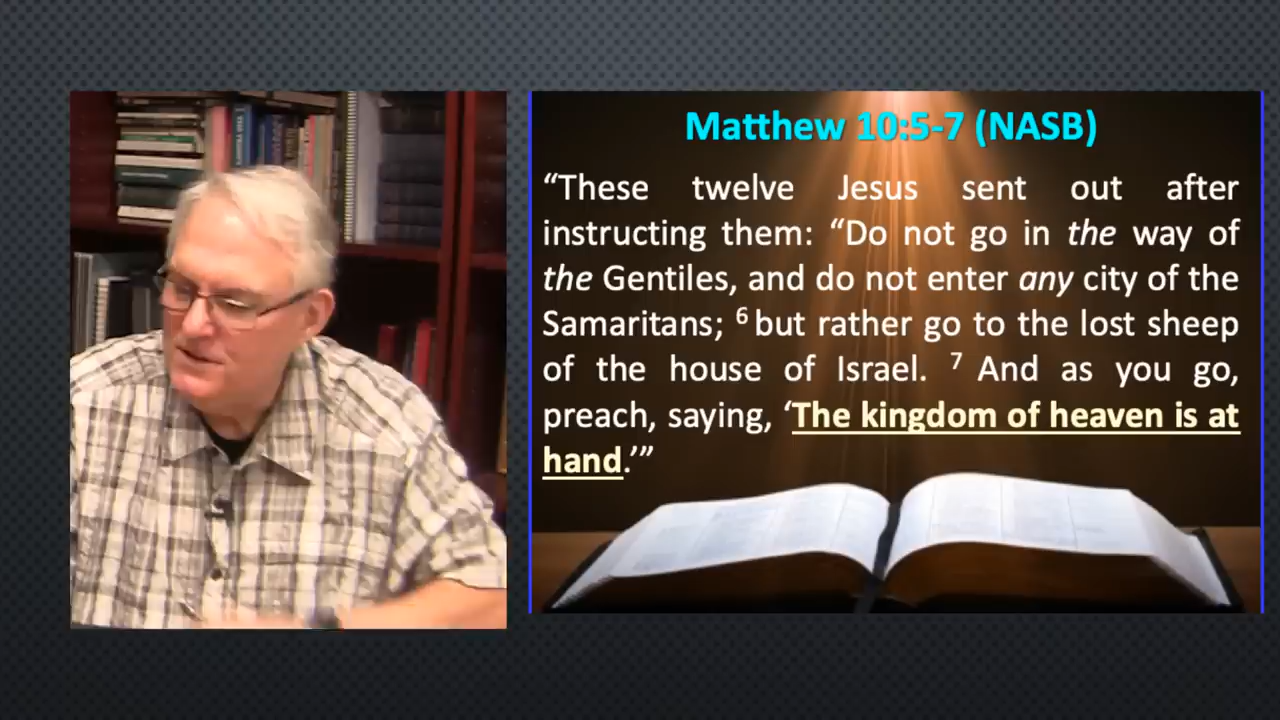 Matthew 10:5-7 (NASB)
“These twelve Jesus sent out after
instructing them: “Do not go in the way of
the Gentiles, and do not enter any city of the
Samaritans; 6 but rather go to the lost sheep
of the house of Israel. 7 And as you go,
preach, saying, ‘The kingdom of heaven is at
hand.’”